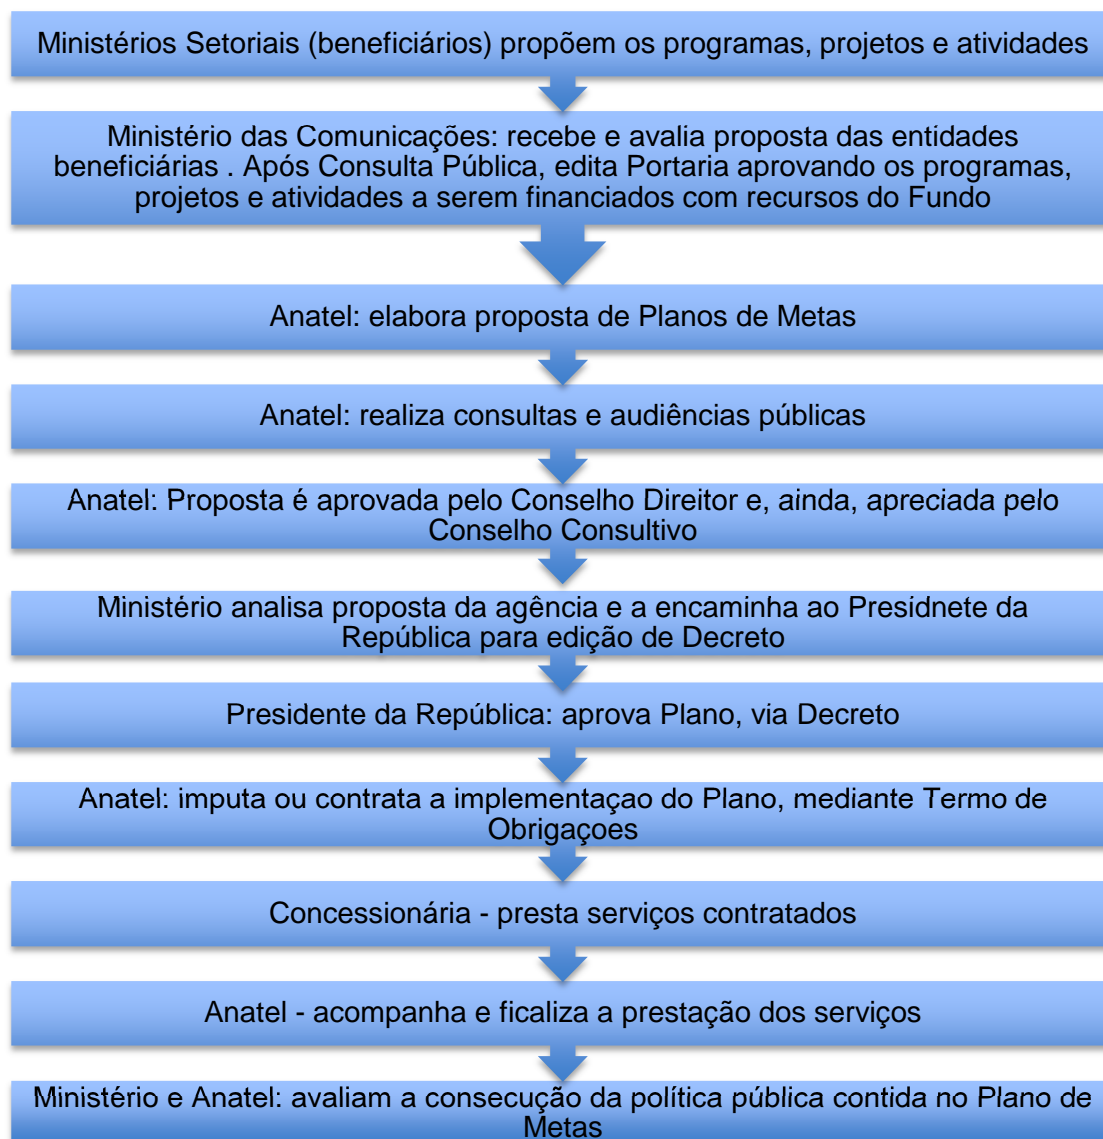 Ministérios Setoriais (beneficiários) propõem os programas, projetos e atividades
Ministério das Comunicações: recebe e avalia proposta das entidades
beneficiárias . Após Consulta Pública, edita Portaria aprovando os programas,
projetos e atividades a serem financiados com recursos do Fundo
Anatel: elabora proposta de Planos de Metas
Anatel: realiza consultas e audiências públicas
Anatel: Proposta é aprovada pelo Conselho Direitor e, ainda, apreciada pelo
Conselho Consultivo
Ministério analisa proposta da agência e a encaminha ao Presidnete da
República para edição de Decreto
Presidente da República: aprova Plano, via Decreto
Anatel: imputa ou contrata a implementaçao do Plano, mediante Termo de
Obrigaçoes
Concessionária - presta serviços contratados
Anatel - acompanha e ficaliza a prestação dos serviços
Ministério e Anatel: avaliam a consecução da política pública contida no Plano de
Metas